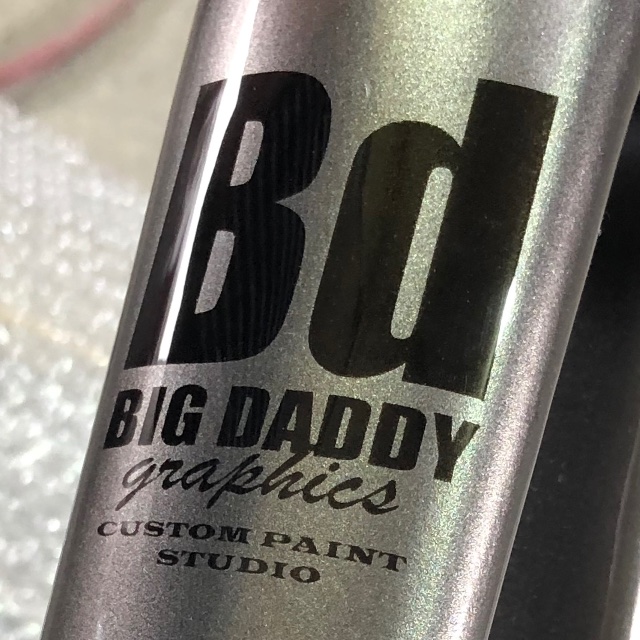 Bd
BIG DADDY
graphics
CUSTOM PAINT
STUDIO